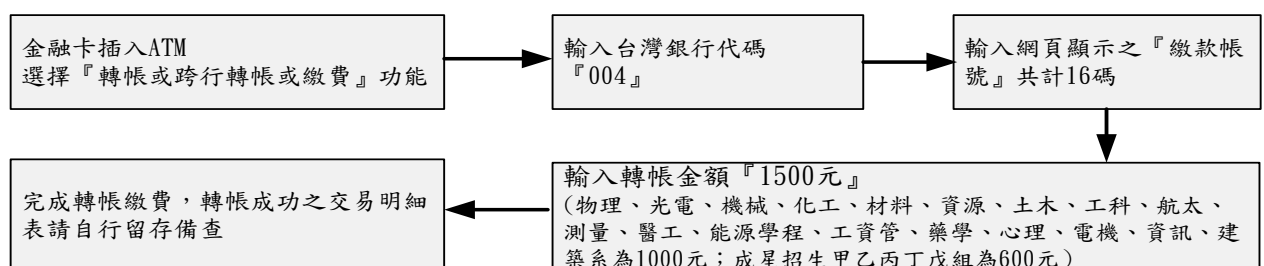 金融卡插入ATM
選擇『轉帳或跨行轉帳或繳費』功能
輸入台灣銀行代碼
『004』
輸入網頁顯示之『繳款帳
號』共計16碼
輸入轉帳金額『1500元』
(物理、光電、機械、化工、材料、資源、土木、工科、航太、
測量、醫工、能源學程、工資管、藥學、心理、電機、資訊、建
築系為1000元；成星招生甲乙丙丁戊組為600元)
完成轉帳繳費，轉帳成功之交易明細
表請自行留存備查